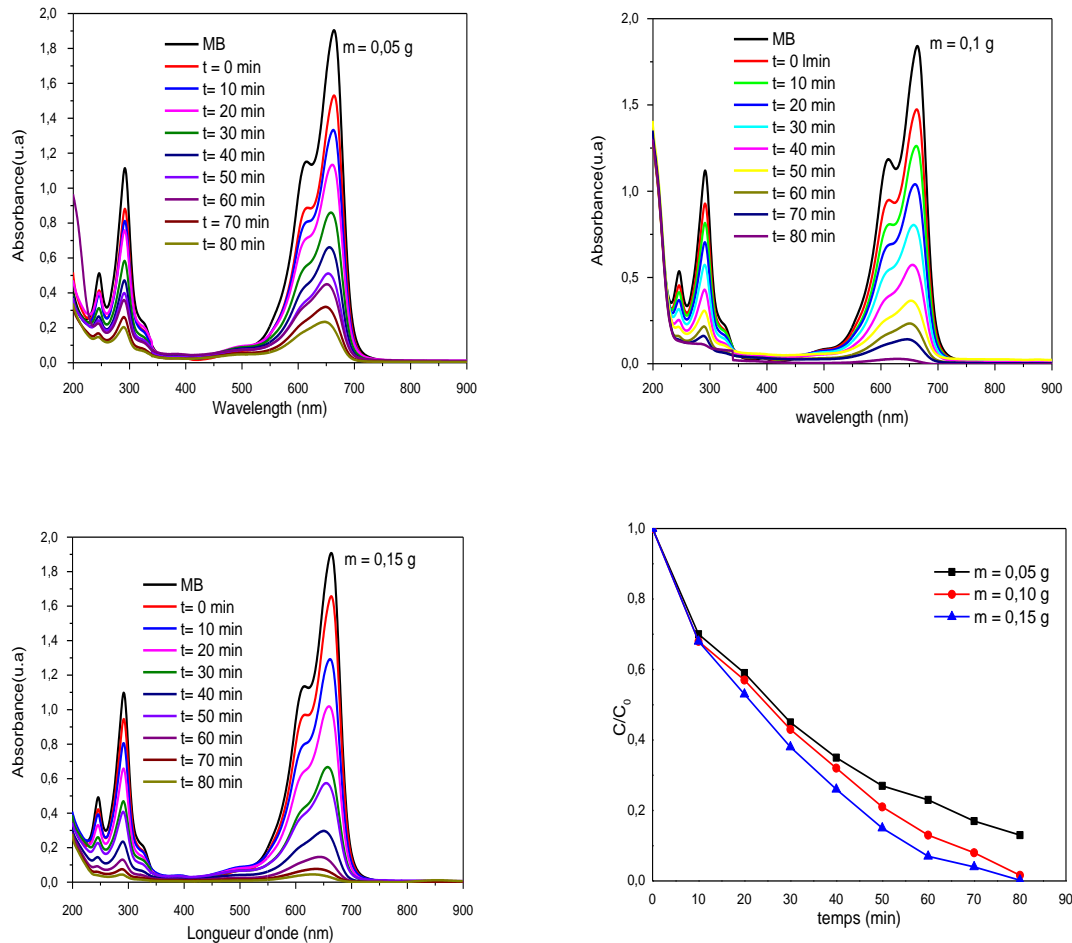 2,0
1,8
1,6
1,4
1,2
1,0
0,8
0,6
0,4
0,2
0,0
Absorbance(u.a)
MB
t = 0 min
t= 10 min
t= 20 min
t= 30 min
t= 40 min
t= 50 min
t= 60 min
t = 70 min
t= 80 min
m = 0,05 g
200 300 400 500 600 700 800 900
Wavelength (nm)
2,0
1,5
1,0
0,5
0,0
Absorbance(u.a)
MB
t= 0 lmin
t= 10 min
t= 20 min
t= 30 min
t= 40 min
t= 50 min
t= 60 min
t= 70 min
t= 80 min
m = 0,1 g
200 300 400 500 600 700 800 900
wavelength (nm)
2,0
1,8
1,6
1,4
1,2
1,0
0,8
0,6
0,4
0,2
0,0
Absorbance(u.a)
MB
t= 0 min
t= 10 min
t= 20 min
t= 30 min
t= 40 min
t= 50 min
t= 60 min
t= 70 min
t= 80 min
m = 0,15 g
200 300 400 500 600 700 800 900
Longueur d'onde (nm)
1,0
0,8
0,6
0,4
0,2
0,0
C/C0
m = 0,05 g
m = 0,10 g
m = 0,15 g
0 10 20 30 40 50 60 70 80 90
temps (min)